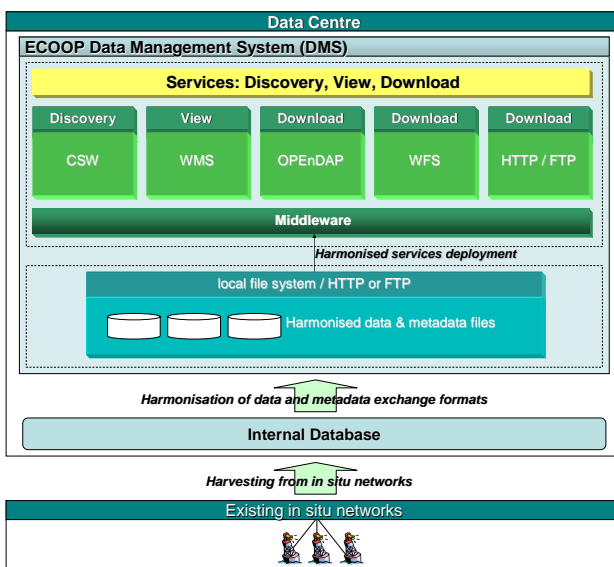 Data Centre
ECOOP Data Management System (DMS)
Services: Discovery, View, Download
Discovery
View
Download
Download
Download
CSW
WMS
OPEnDAP
WFS
HTTP / FTP
Middleware
Harmonised services deployment
local file system / HTTP or FTP
Harmonised data & metadata files
Harmonisation of data and metadata exchange formats
Internal Database
Harvesting from in situ networks
Existing in situ networks